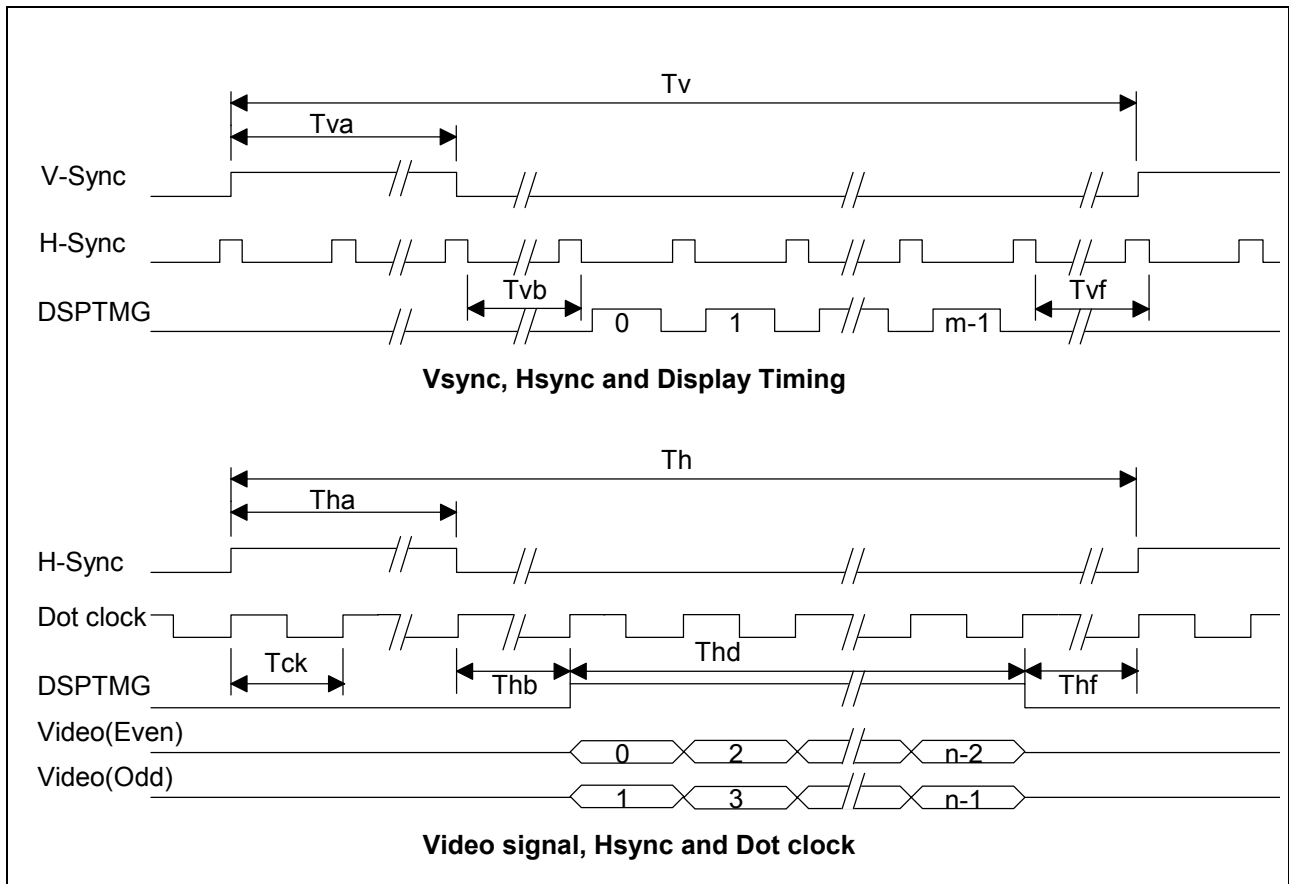 Tv
Tva
V-Sync
H-Sync
Tvb
Tvf
DSPTMG
0 1 m-1
Vsync, Hsync and Display Timing
Th
Tha
H-Sync
Dot clock
Tck
Thb
Thd
Thf
DSPTMG
Video(Even)
0 2 n-2
Video(Odd)
1 3 n-1
Video signal, Hsync and Dot clock